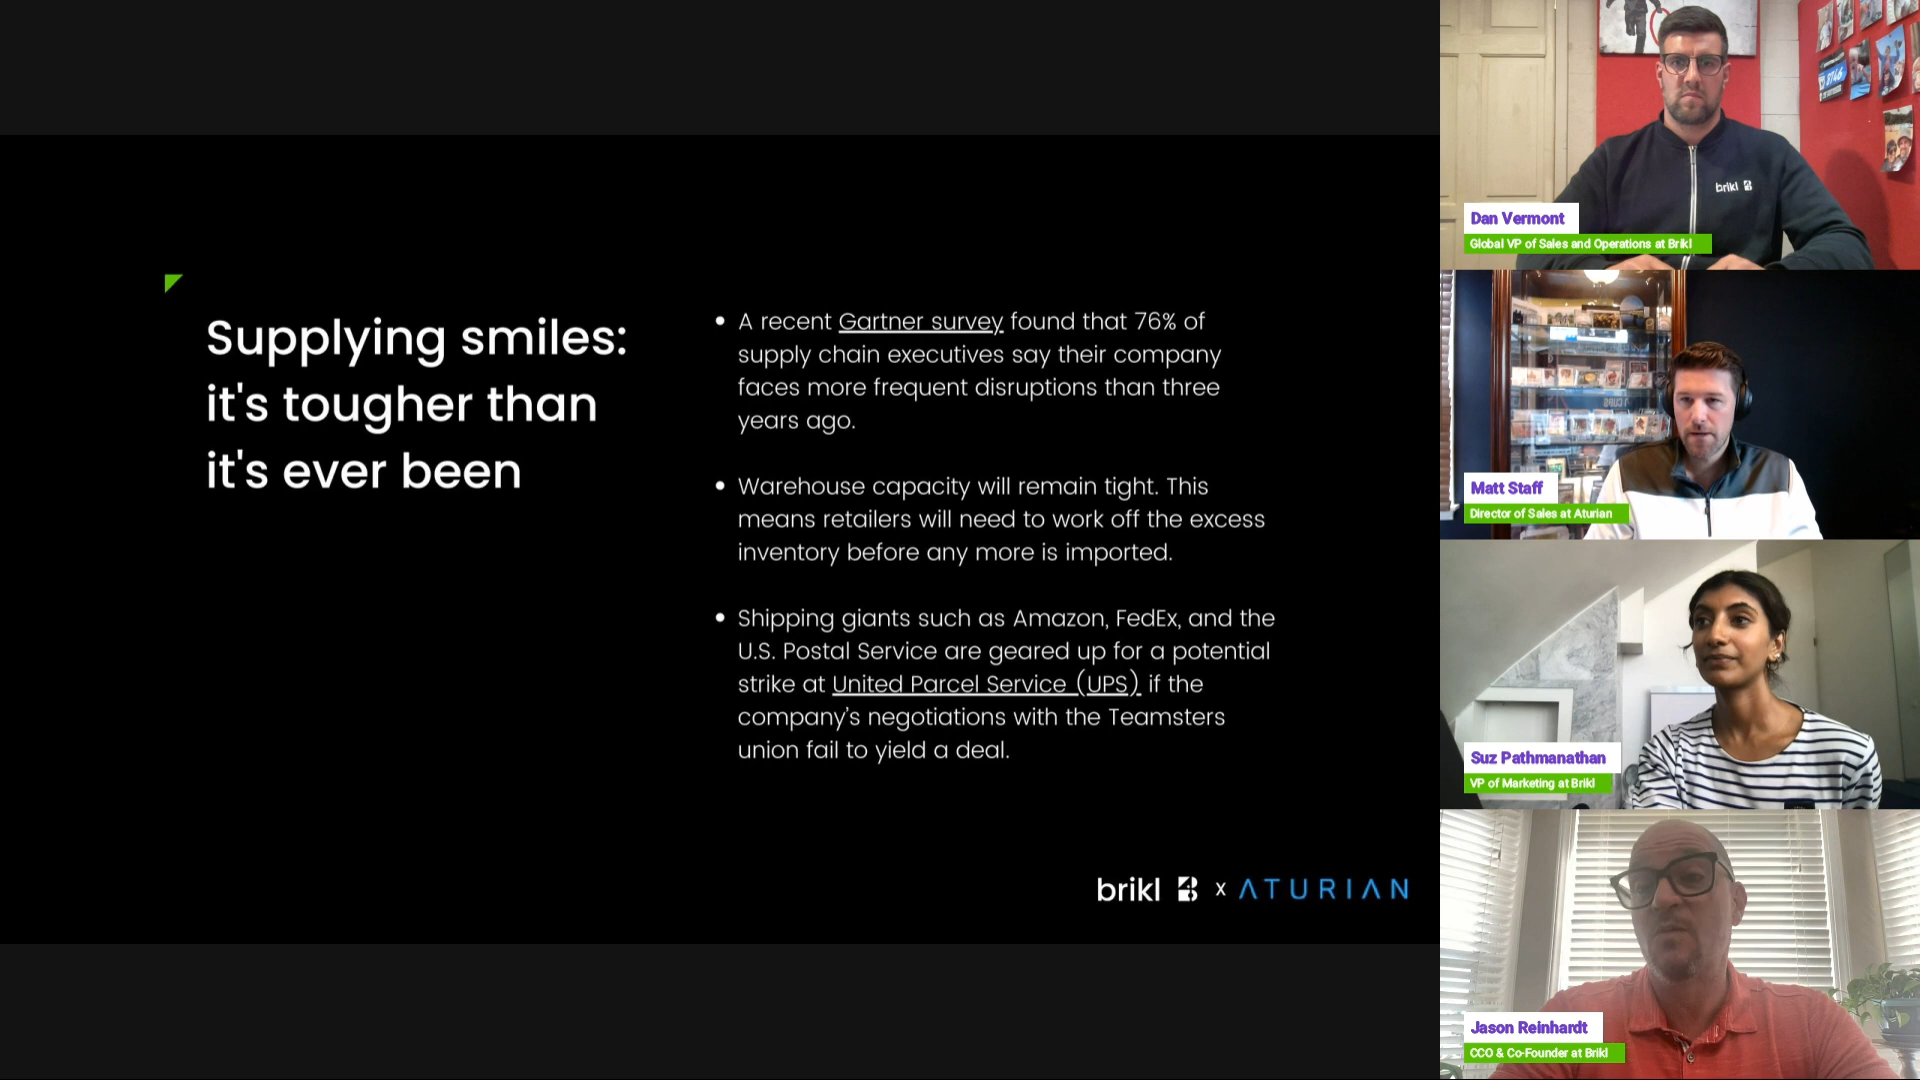 Supplying smiles:
it's tougher than
it's ever been
• A recent Gartner survey found that 76% of
supply chain executives say their company
faces more frequent disruptions than three
years ago.
• Warehouse capacity will remain tight. This
means retailers will need to work off the excess
inventory before any more is imported.
• Shipping giants such as Amazon, FedEx, and the
U.S. Postal Service are geared up for a potential
strike at United Parcel Service (UPS) if the
company's negotiations with the Teamsters
union fail to yield a deal.
brikl x ATURIAN
brikl
Dan Vermont
Global VP of Sales and Operations at Brikl
Matt Staff
Director of Sales at Aturian
Suz Pathmanathan
VP of Marketing at Brikl
Jason Reinhardt
CCO & Co-Founder at Brikl